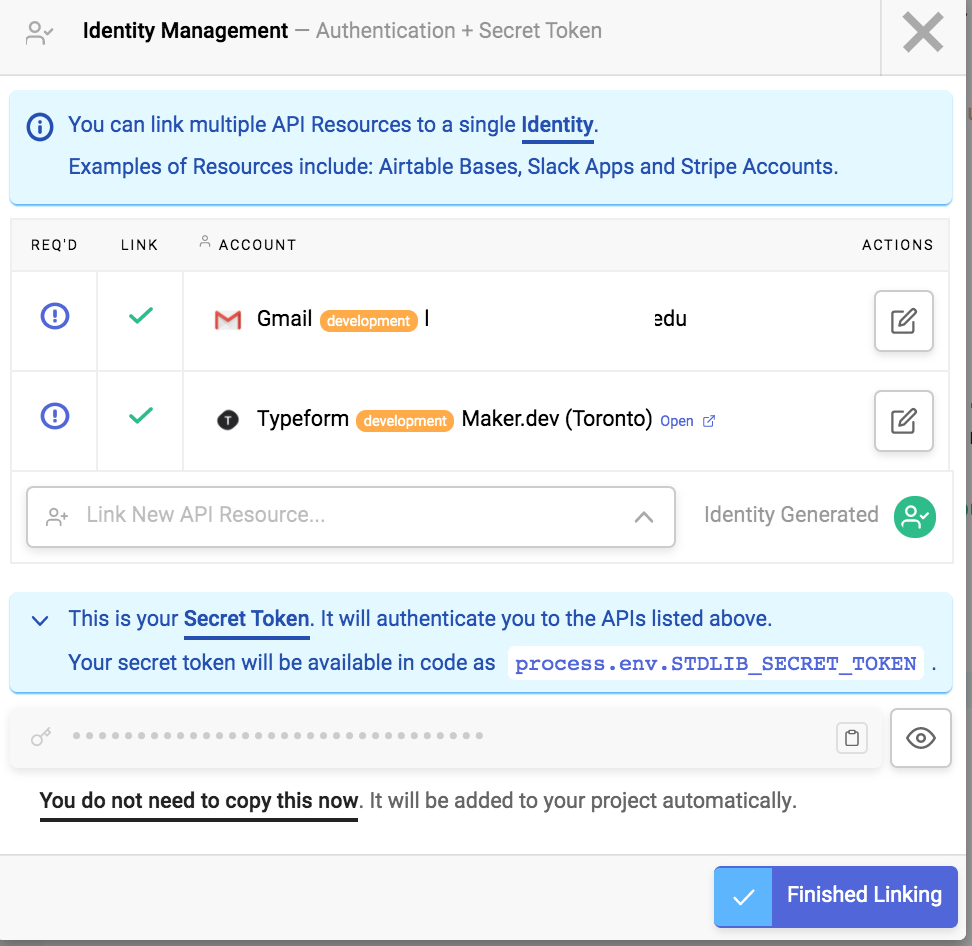 Identity Management — Authentication + Secret Token
You can link multiple API Resources to a single Identity.
Examples of Resources include: Airtable Bases, Slack Apps and Stripe Accounts.
REQ'D LINK ACCOUNT ACTIONS
Gmail development l edu
T Typeform development Maker.dev (Toronto) Open
Link New API Resource... Identity Generated
This is your Secret Token. It will authenticate you to the APIs listed above.
Your secret token will be available in code as process.env.STDLIB_SECRET_TOKEN .
You do not need to copy this now. It will be added to your project automatically.
Finished Linking